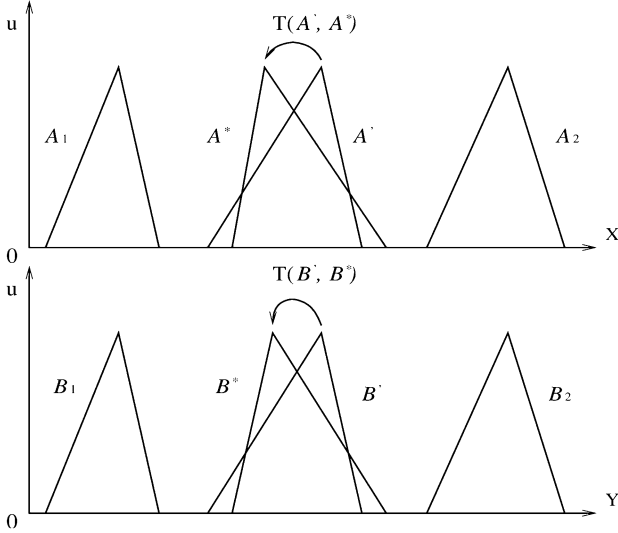 u
T(A', A*)
A1 A* A' A2
X
0
u
T(B', B*)
B1 B* B' B2
Y
0